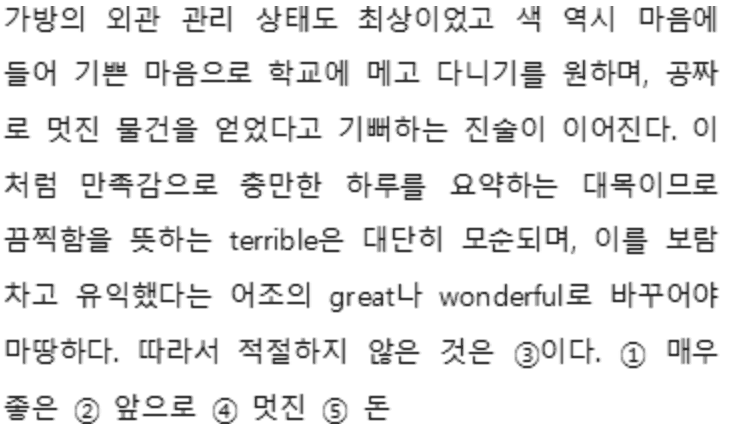 가방의 외관 관리 상태도 최상이었고 색 역시 마음에
들어 기쁜 마음으로 학교에 메고 다니기를 원하며, 공짜
로 멋진 물건을 얻었다고 기뻐하는 진술이 이어진다. 이
처럼 만족감으로 충만한 하루를 요약하는 대목이므로
끔찍함을 뜻하는 terrible은 대단히 모순되며, 이를 보람
차고 유익했다는 어조의 great나 wonderful로 바꾸어야
마땅하다. 따라서 적절하지 않은 것은 ③이다. ① 매우
좋은 ② 앞으로 ④ 멋진 ⑤ 돈